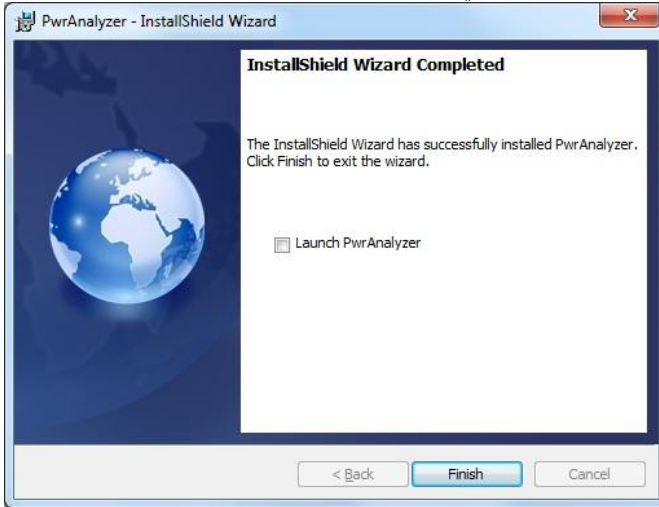 PwrAnalyzer - InstallShield Wizard
InstallShield Wizard Completed
The InstallShield Wizard has successfully installed PwrAnalyzer.
Click Finish to exit the wizard.
Launch PwrAnalyzer
< Back
Finish
Cancel